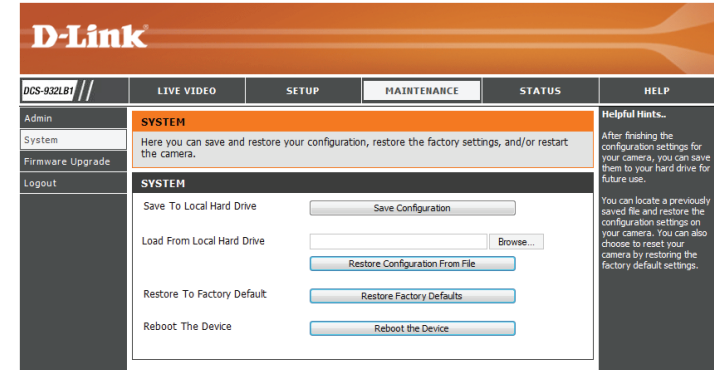 D-Link
DCS-932LB1
LIVE VIDEO
SETUP
MAINTENANCE
STATUS
HELP
Admin
System
Firmware Upgrade
Logout
SYSTEM
Here you can save and restore your configuration, restore the factory settings, and/or restart
the camera.
SYSTEM
Save To Local Hard Drive
Save Configuration
Load From Local Hard Drive
Browse...
Restore Configuration From File
Restore To Factory Default
Restore Factory Defaults
Reboot The Device
Reboot the Device
Helpful Hints..
After finishing the
configuration settings for
your camera, you can save
them to your hard drive for
future use.
You can locate a previously
saved file and restore the
configuration settings on
your camera. You can also
choose to reset your
camera by restoring the
factory default settings.